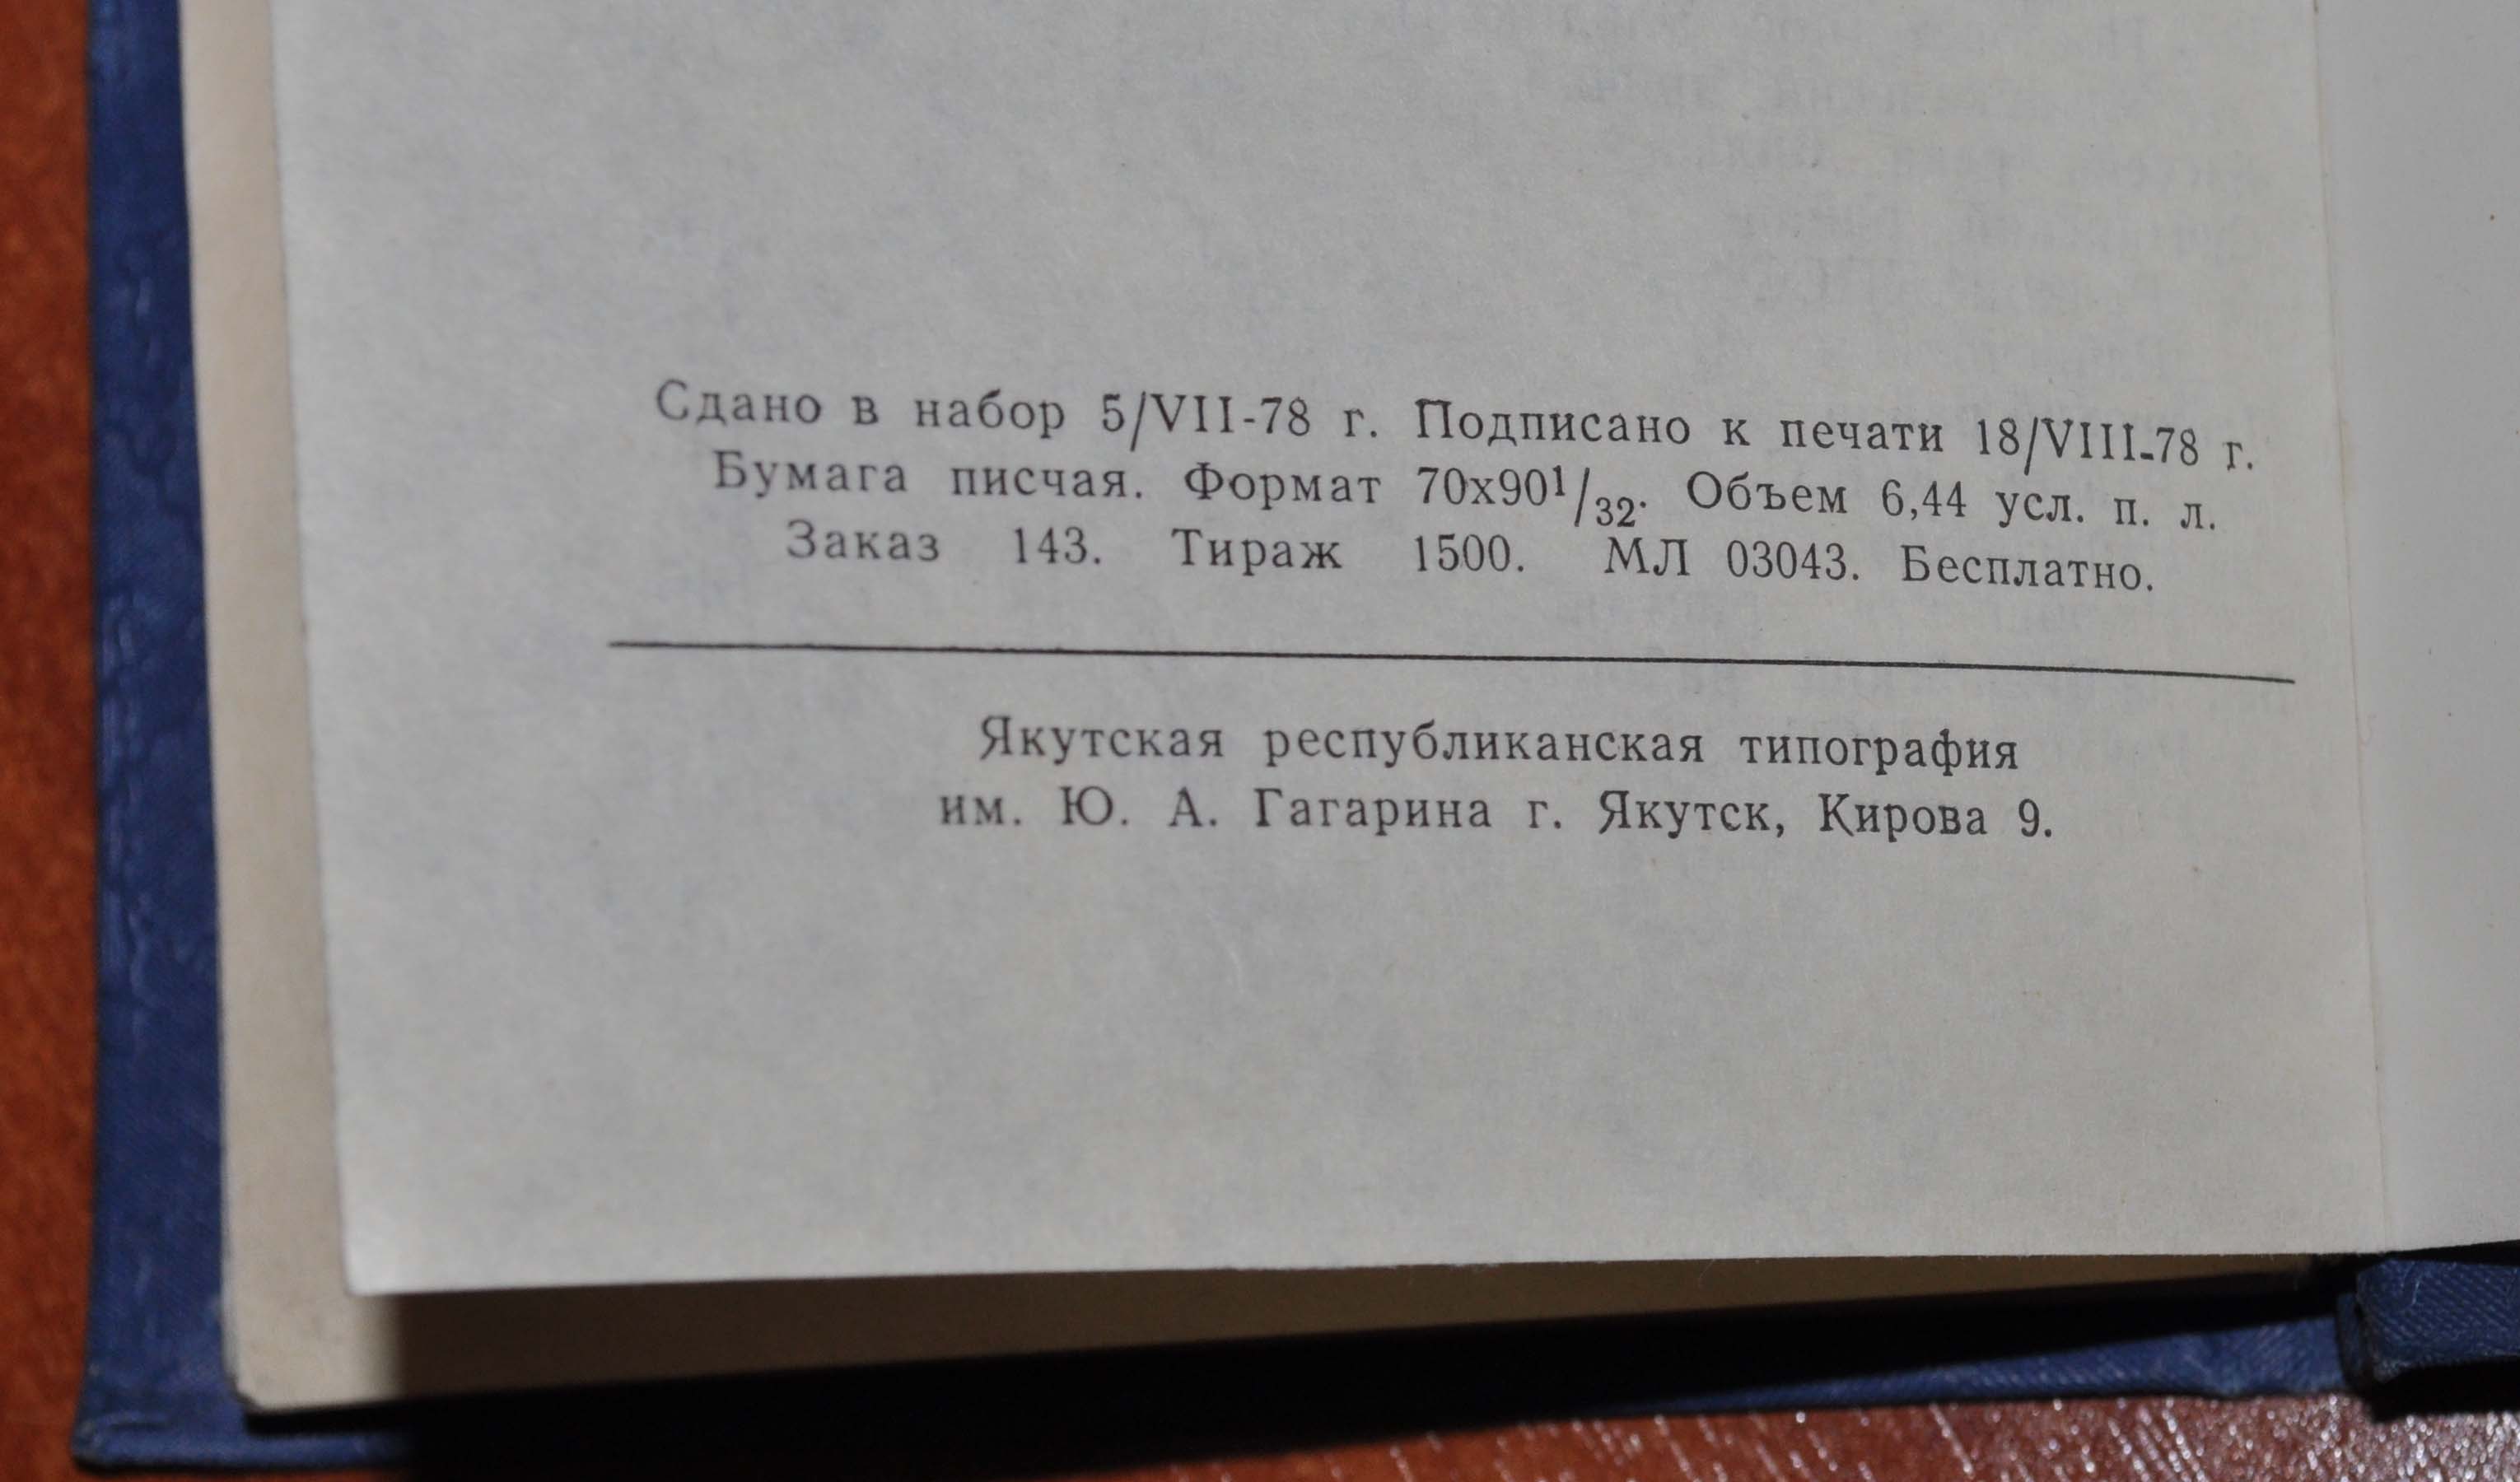 Сдано в набор 5/VII-78 г. Подписано к печати 18/VIII-78 г.
Бумага писчая. Формат 70х90¹/₃₂. Объем 6,44 усл. п. л.
Заказ 143. Тираж 1500. МЛ 03043. Бесплатно.
Якутская республиканская типография
им. Ю. А. Гагарина г. Якутск, Кирова 9.